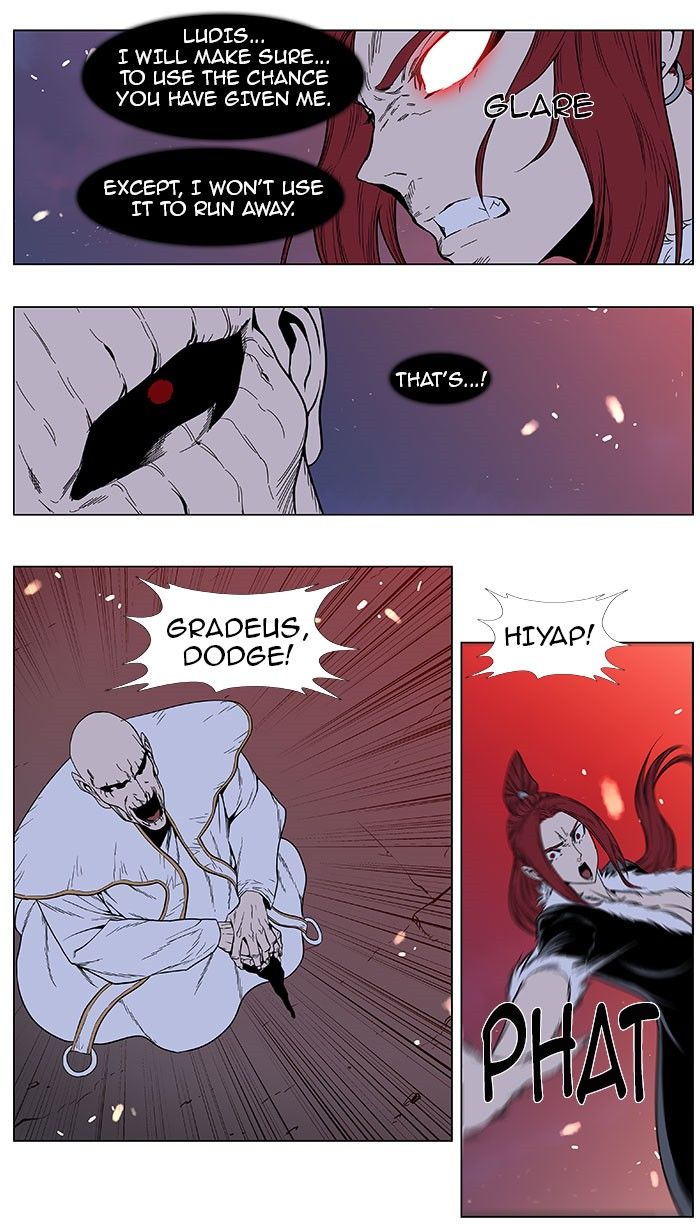 LUDIS...
I WILL MAKE SURE...
TO USE THE CHANCE
YOU HAVE GIVEN ME.
GLARE
EXCEPT, I WON'T USE
IT TO RUN AWAY.
THAT'S...!
GRADEUS,
DODGE!
HIYAP!
PHAT